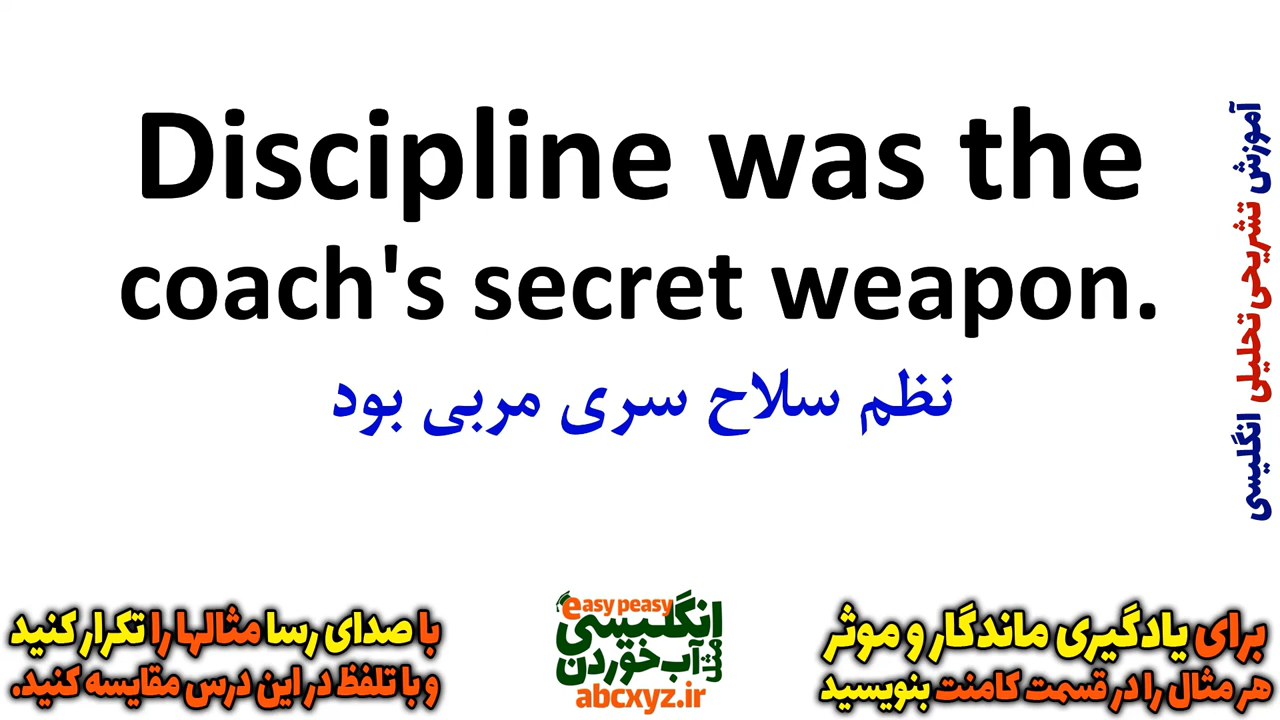 Discipline was the
coach's secret weapon.
نظم سلاح سری مربی بود
آموزش تشریحی تحلیلی انگلیسی
برای یادگیری ماندگار و موثر
هر مثال را در قسمت کامنت بنویسید
easy peasy
انگلیسی
مثل آب خوردن
abcxyz.ir
با صدای رسا مثالها را تکرار کنید
و با تلفظ در این درس مقایسه کنید.